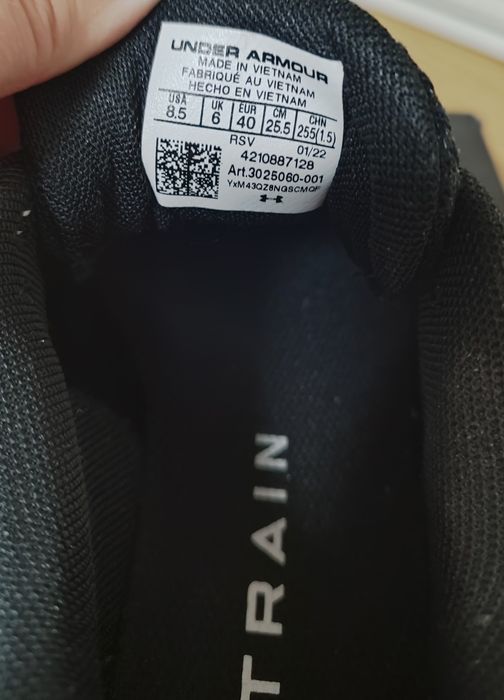 UNDER ARMOUR
MADE IN VIETNAM
FABRIQUÉ AU VIETNAM
HECHO EN VIETNAM
USA UK EUR CM CHN
8.5 6 40 25.5 255(1.5)
RSV 01/22
4210887128
Art.3025060-001
YxM43QZ8NGSCMQF
TRAIN